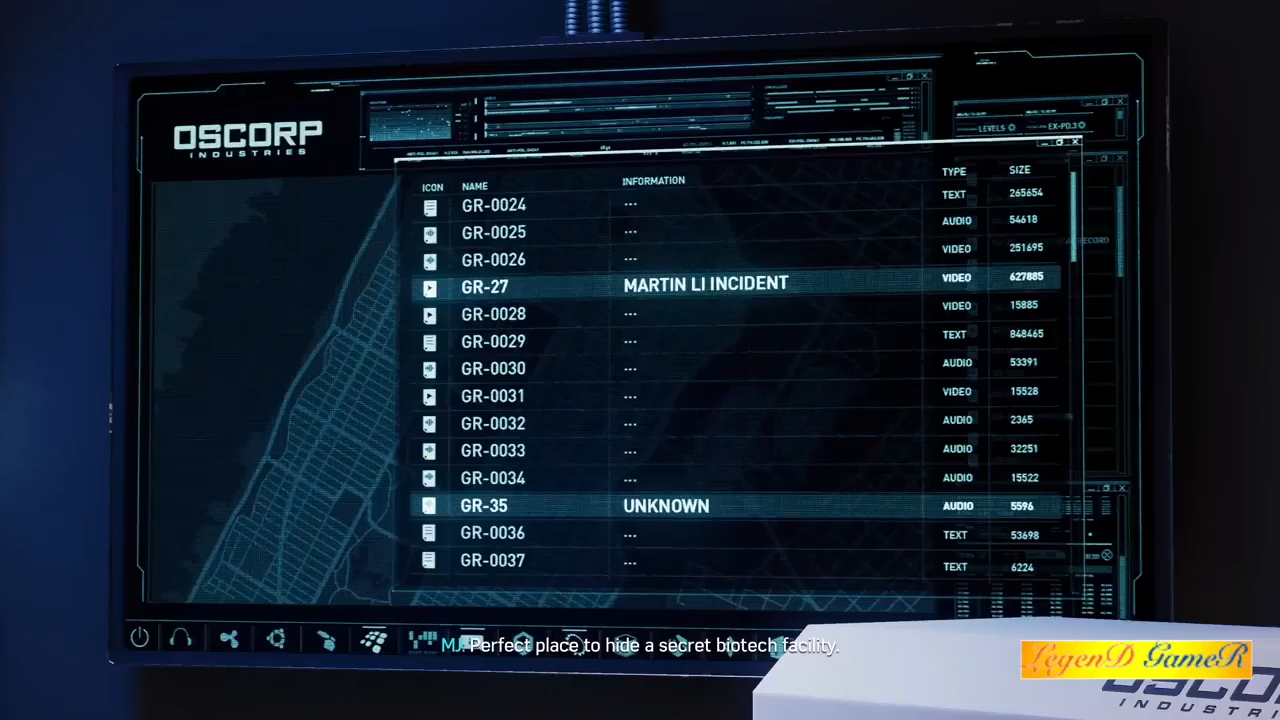 OSCORP
INDUSTRIES
LEVELS
EX-PD.3
ICON NAME INFORMATION TYPE SIZE
GR-0024 --- TEXT 265654
GR-0025 --- AUDIO 54618
GR-0026 --- VIDEO 251695
GR-27 MARTIN LI INCIDENT VIDEO 627885
GR-0028 --- VIDEO 15885
GR-0029 --- TEXT 848465
GR-0030 --- AUDIO 53391
GR-0031 --- VIDEO 15528
GR-0032 --- AUDIO 2365
GR-0033 --- AUDIO 32251
GR-0034 --- AUDIO 15522
GR-35 UNKNOWN AUDIO 5596
GR-0036 --- TEXT 53698
GR-0037 --- TEXT 6224
MJ: Perfect place to hide a secret biotech facility.
LegenD GameR